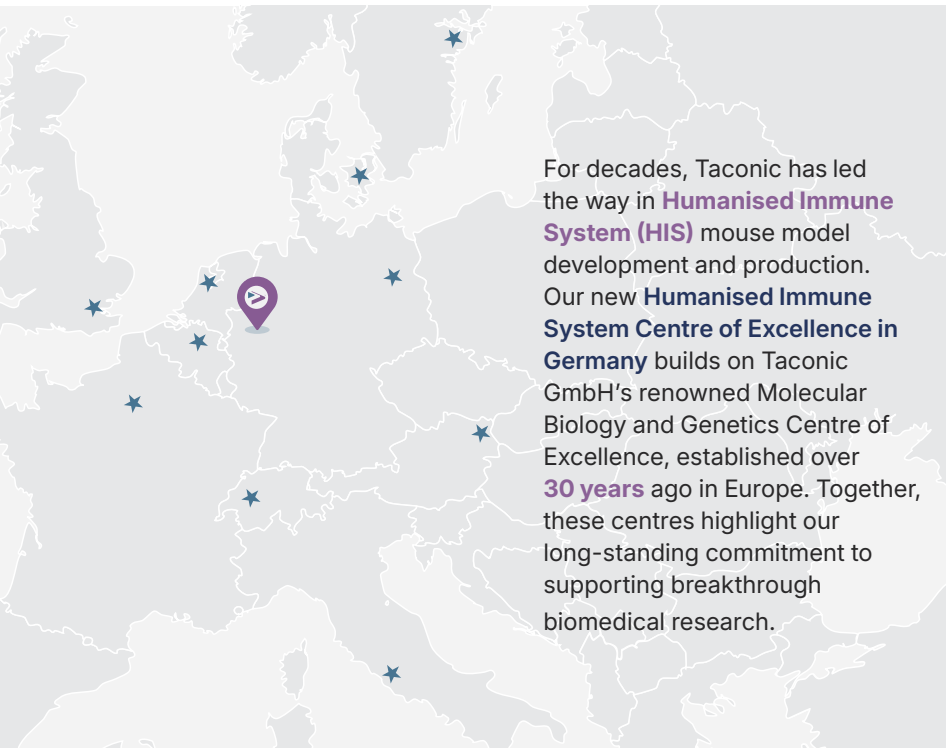 For decades, Taconic has led
the way in Humanised Immune
System (HIS) mouse model
development and production.
Our new Humanised Immune
System Centre of Excellence in
Germany builds on Taconic
GmbH’s renowned Molecular
Biology and Genetics Centre of
Excellence, established over
30 years ago in Europe. Together,
these centres highlight our
long-standing commitment to
supporting breakthrough
biomedical research.